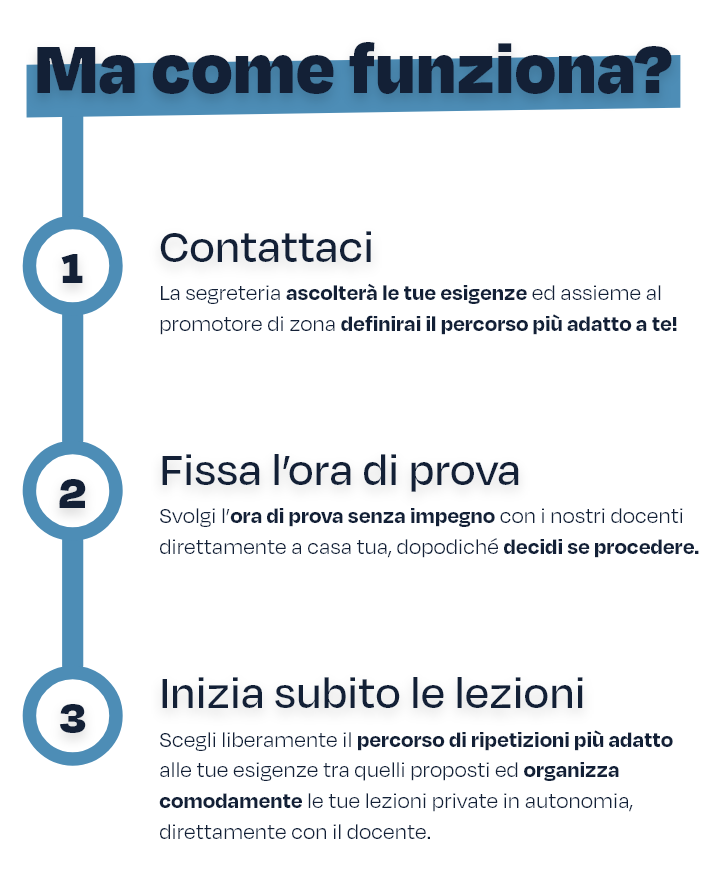 Ma come funziona?
1
Contattaci
La segreteria ascolterà le tue esigenze ed assieme al
promotore di zona definirai il percorso più adatto a te!
2
Fissa l'ora di prova
Svolgi l'ora di prova senza impegno con i nostri docenti
direttamente a casa tua, dopodiché decidi se procedere.
3
Inizia subito le lezioni
Scegli liberamente il percorso di ripetizioni più adatto
alle tue esigenze tra quelli proposti ed organizza
comodamente le tue lezioni private in autonomia,
direttamente con il docente.